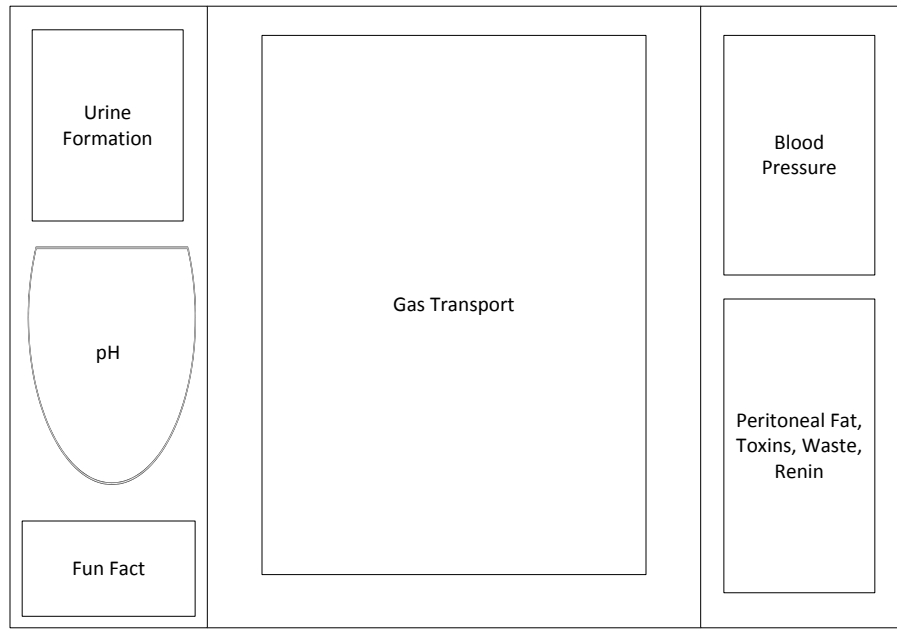 Urine
Formation
pH
Fun Fact
Gas Transport
Blood
Pressure
Peritoneal Fat,
Toxins, Waste,
Renin